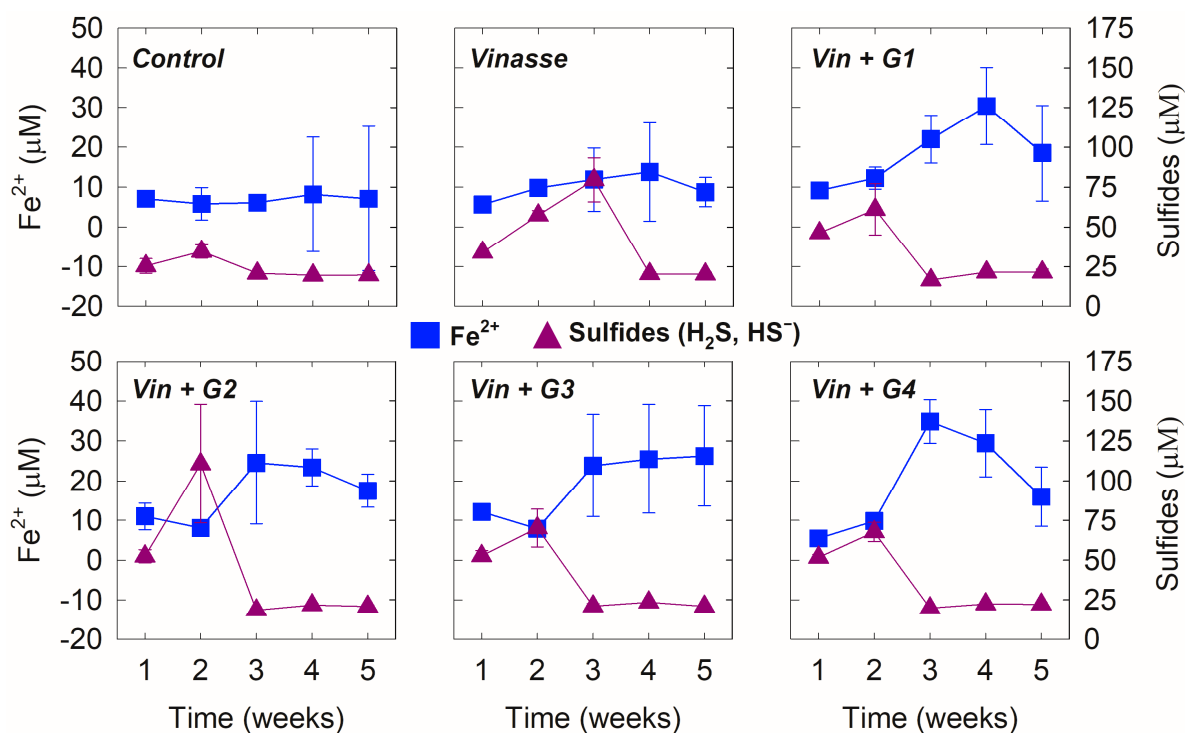 Control
Vinasse
Vin + G1
Fe²⁺ (μM)
50
40
30
20
10
0
-10
-20
175
150
125
100
75
50
25
0
Sulfides (μM)
Fe²⁺
Sulfides (H₂S, HS⁻)
Vin + G2
Vin + G3
Vin + G4
Fe²⁺ (μM)
50
40
30
20
10
0
-10
-20
175
150
125
100
75
50
25
0
Sulfides (μM)
1 2 3 4 5
1 2 3 4 5
1 2 3 4 5
Time (weeks)
Time (weeks)
Time (weeks)